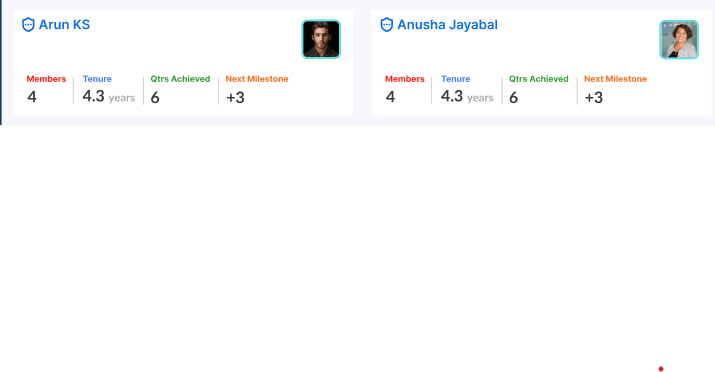 Arun KS
Members Tenure Qtrs Achieved Next Milestone
4 4.3 years 6 +3
Anusha Jayabal
Members Tenure Qtrs Achieved Next Milestone
4 4.3 years 6 +3